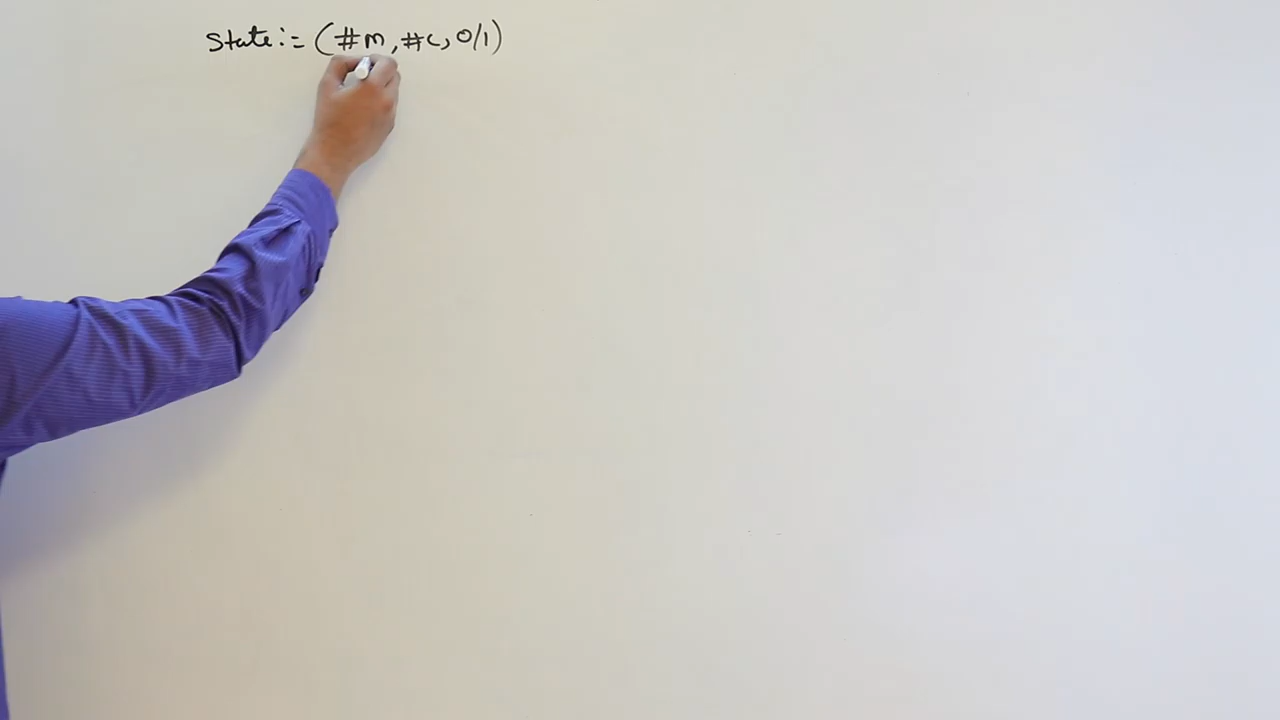 State := (#m, #c, 0/1)